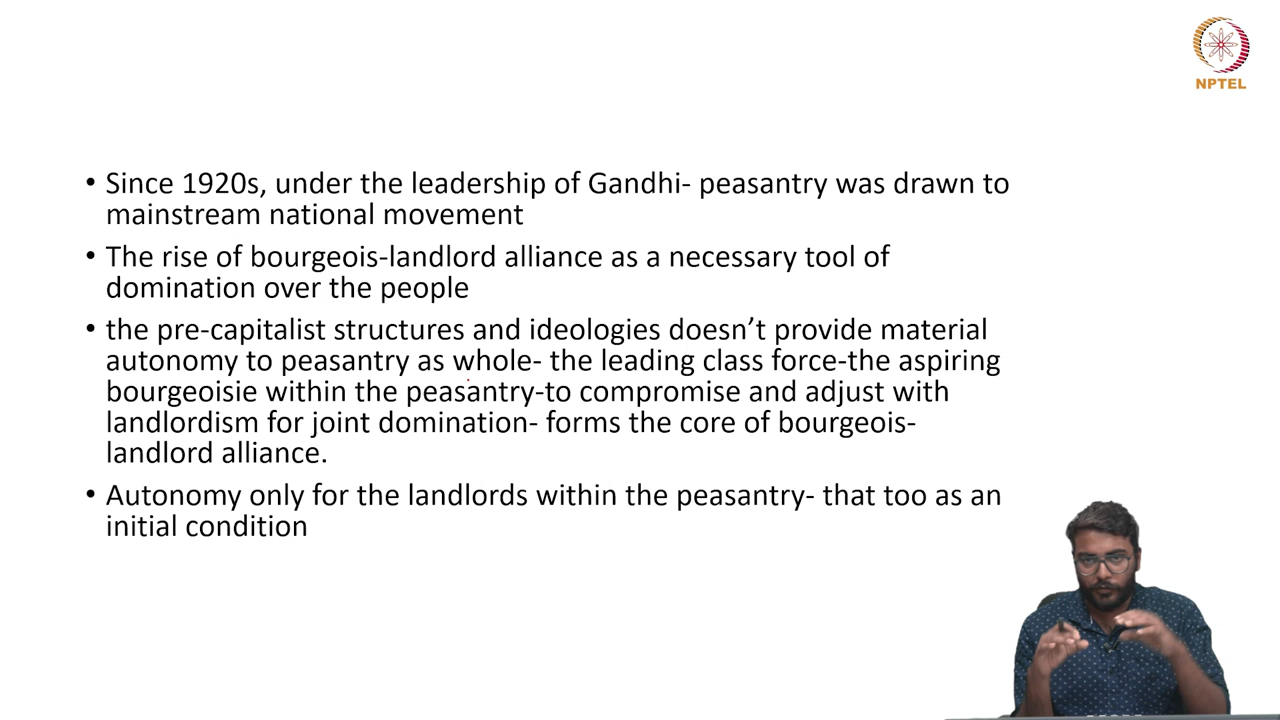 NPTEL
• Since 1920s, under the leadership of Gandhi- peasantry was drawn to
mainstream national movement
• The rise of bourgeois-landlord alliance as a necessary tool of
domination over the people
• the pre-capitalist structures and ideologies doesn’t provide material
autonomy to peasantry as whole- the leading class force-the aspiring
bourgeoisie within the peasantry-to compromise and adjust with
landlordism for joint domination- forms the core of bourgeois-
landlord alliance.
• Autonomy only for the landlords within the peasantry- that too as an
initial condition